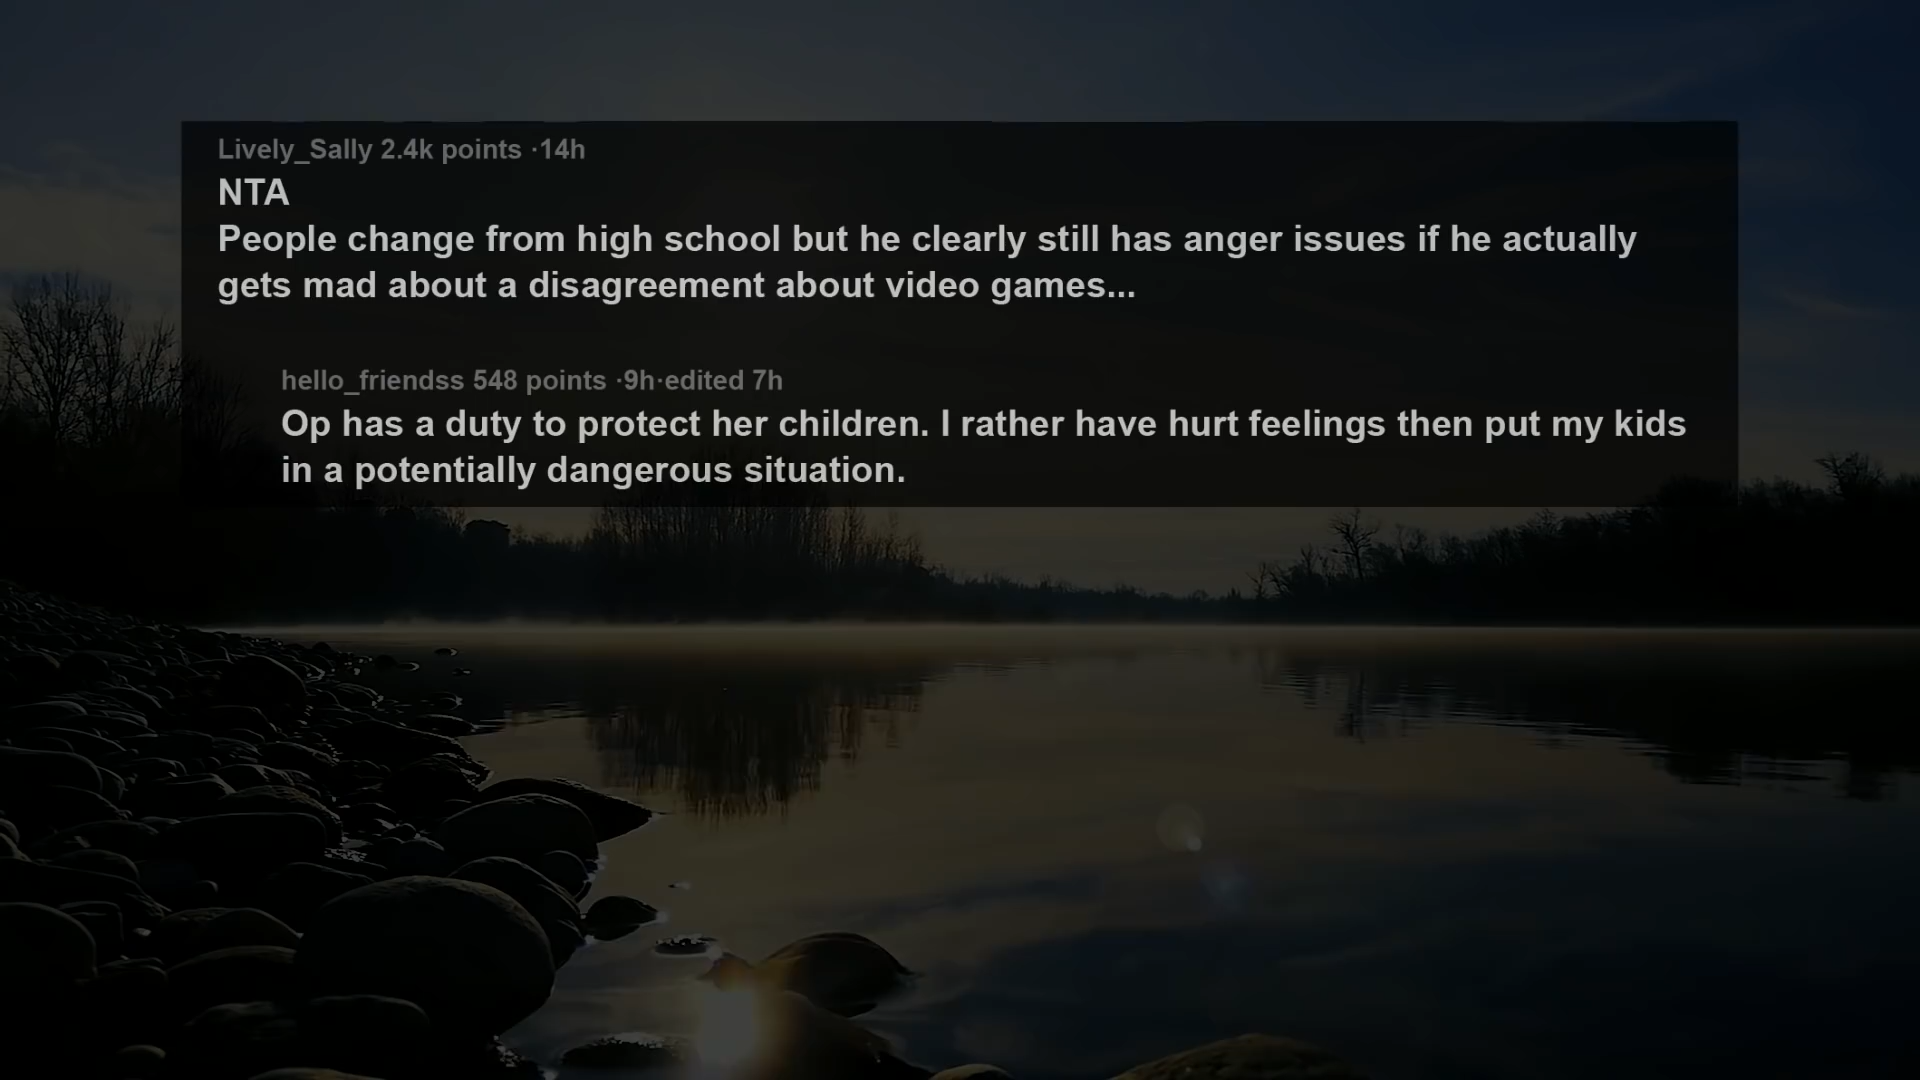 Lively_Sally 2.4k points ·14h
NTA
People change from high school but he clearly still has anger issues if he actually
gets mad about a disagreement about video games...
hello_friendss 548 points ·9h·edited 7h
Op has a duty to protect her children. I rather have hurt feelings then put my kids
in a potentially dangerous situation.